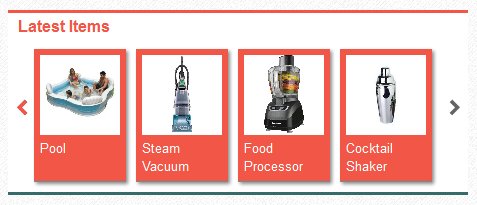 Latest Items
Pool
Steam
Vacuum
Food
Processor
Cocktail
Shaker